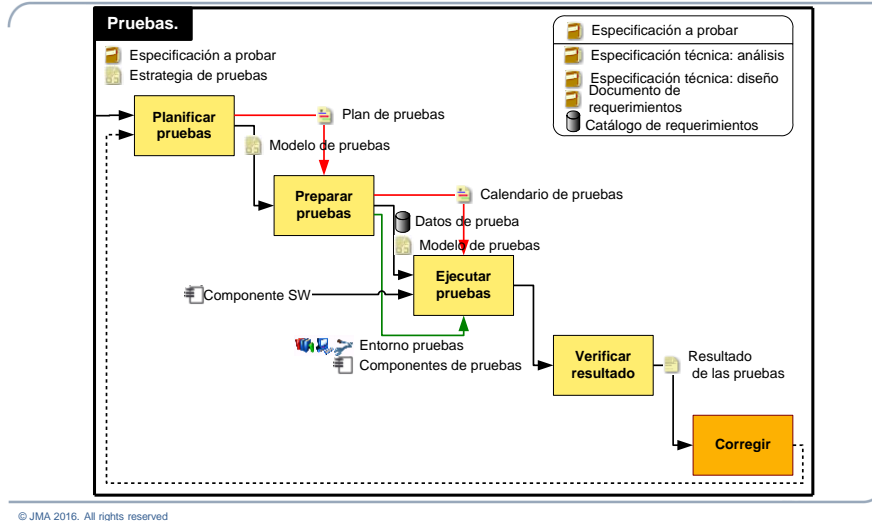 Pruebas.
Especificación a probar
Estrategia de pruebas
Especificación a probar
Especificación técnica: análisis
Especificación técnica: diseño
Documento de
requerimientos
Catálogo de requerimientos
Planificar
pruebas
Plan de pruebas
Modelo de pruebas
Preparar
pruebas
Calendario de pruebas
Datos de prueba
Modelo de pruebas
Ejecutar
pruebas
Componente SW
Entorno pruebas
Componentes de pruebas
Verificar
resultado
Resultado
de las pruebas
Corregir
© JMA 2016. All rights reserved